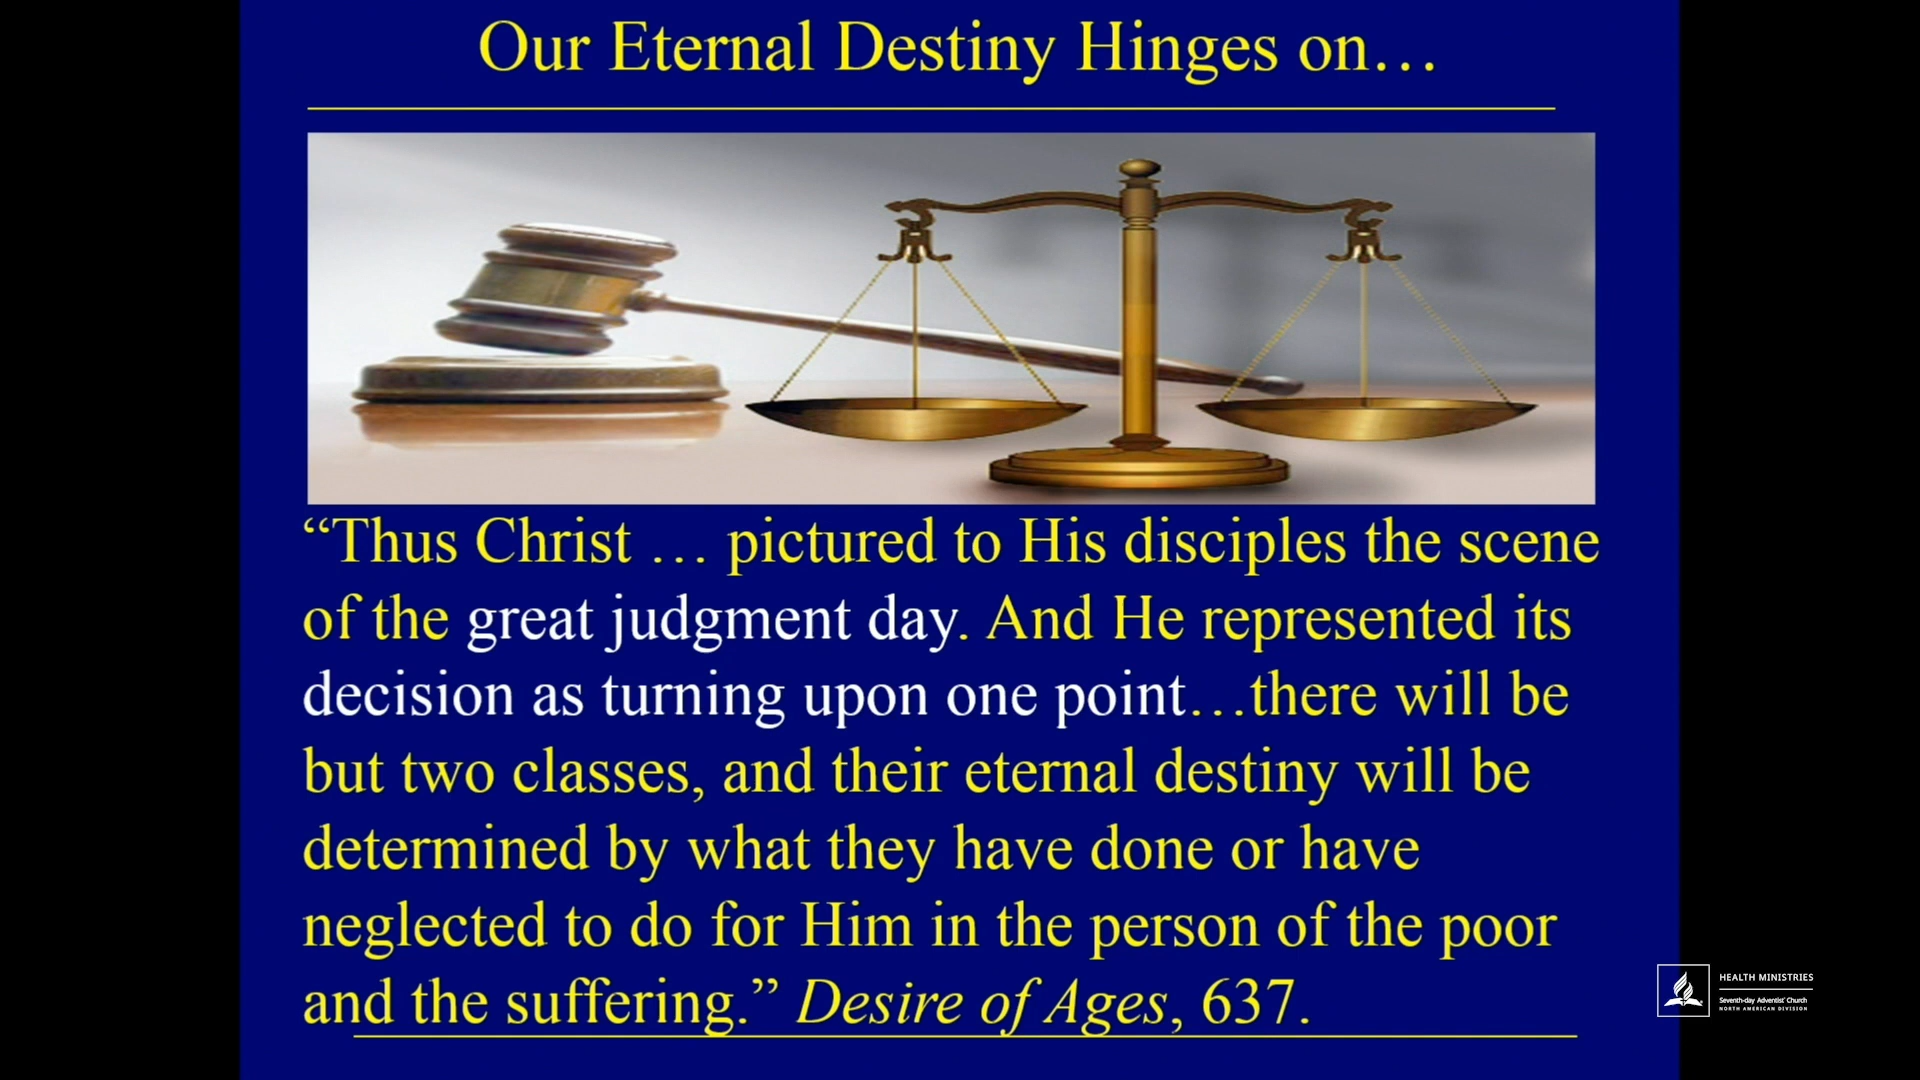 Our Eternal Destiny Hinges on…
“Thus Christ … pictured to His disciples the scene
of the great judgment day. And He represented its
decision as turning upon one point…there will be
but two classes, and their eternal destiny will be
determined by what they have done or have
neglected to do for Him in the person of the poor
and the suffering.” Desire of Ages, 637.
HEALTH MINISTRIES
Seventh-day Adventist® Church
NORTH AMERICAN DIVISION